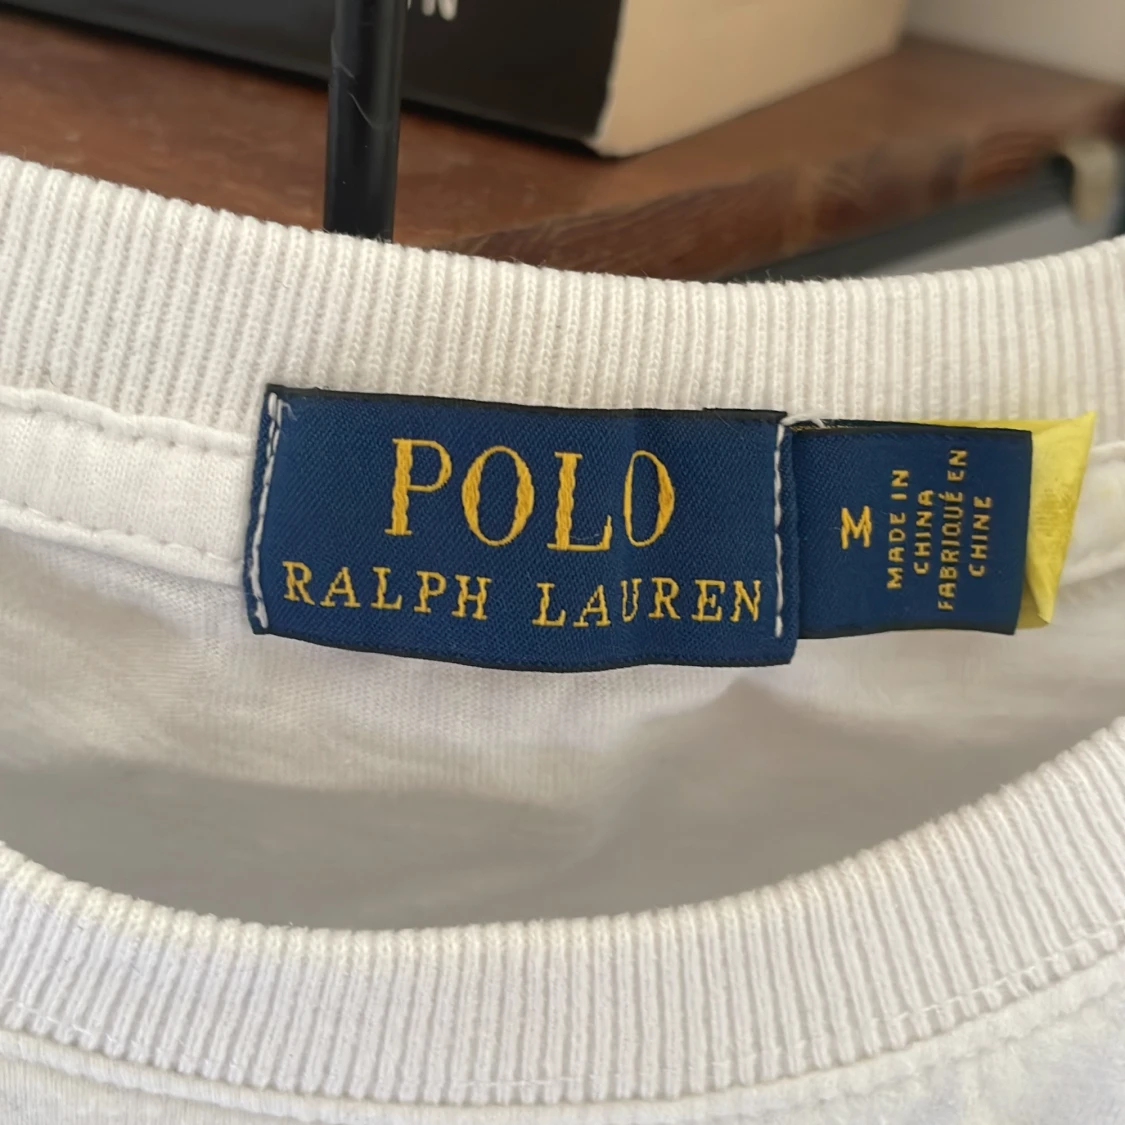 POLO
RALPH LAUREN
M
MADE IN
CHINA
FABRIQUÉ EN
CHINE